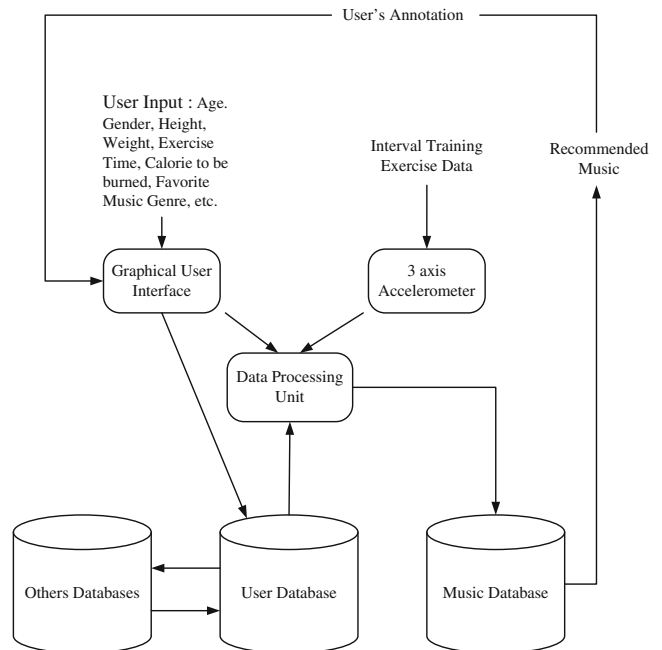 User's Annotation
User Input : Age.
Gender, Height,
Weight, Exercise
Time, Calorie to be
burned, Favorite
Music Genre, etc.
Interval Training
Exercise Data
Recommended
Music
Graphical User
Interface
3 axis
Accelerometer
Data Processing
Unit
Others Databases
User Database
Music Database